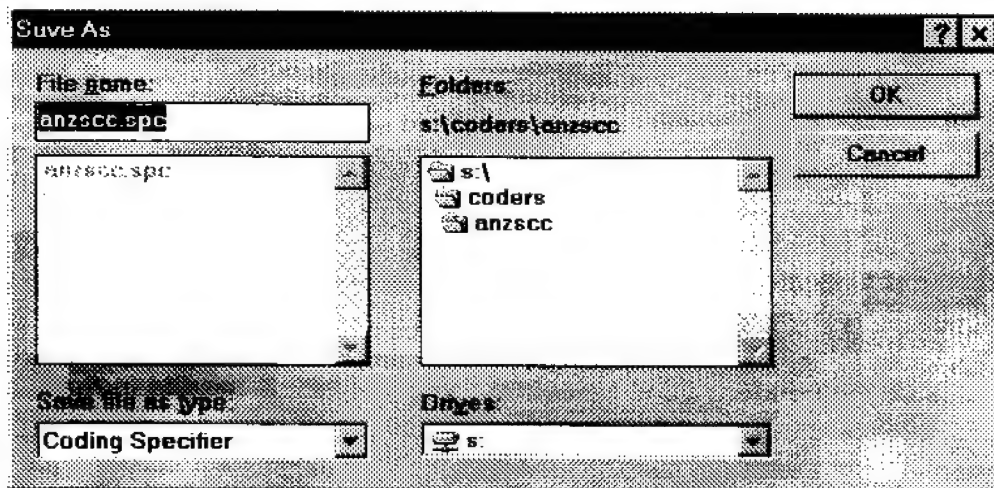 Save As
File name:
anzscc.spc
anzscc.spc
Save file as type:
Coding Specifier
Folders:
s:\coders\anzscc
s:\
coders
anzscc
Drives:
s:
OK
Cancel